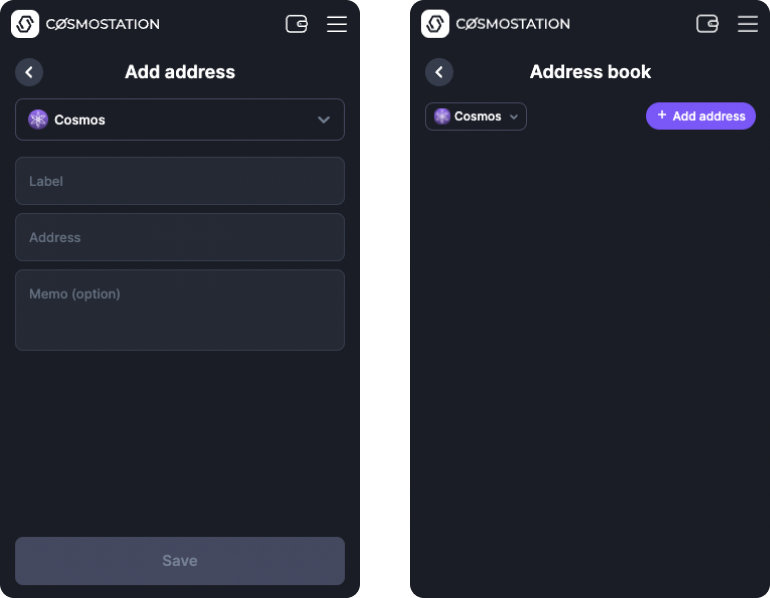 CØSMOSTATION
Add address
Cosmos
Label
Address
Memo (option)
Save
CØSMOSTATION
Address book
Cosmos
+ Add address